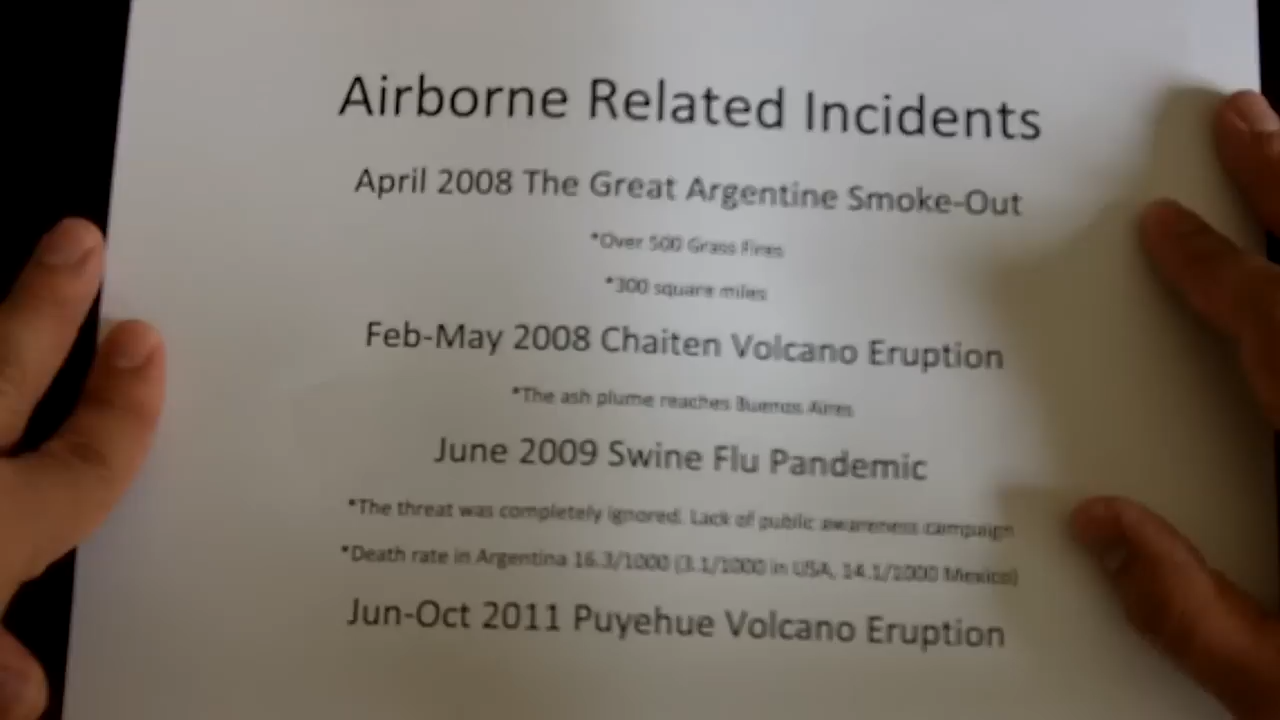 Airborne Related Incidents
April 2008 The Great Argentine Smoke-Out
*Over 500 Grass Fires
*300 square miles
Feb-May 2008 Chaiten Volcano Eruption
*The ash plume reaches Buenos Aires
June 2009 Swine Flu Pandemic
*The threat was completely ignored. Lack of public awareness campaign
*Death rate in Argentina 16.3/1000 (3.1/1000 in USA, 14.1/1000 Mexico)
Jun-Oct 2011 Puyehue Volcano Eruption